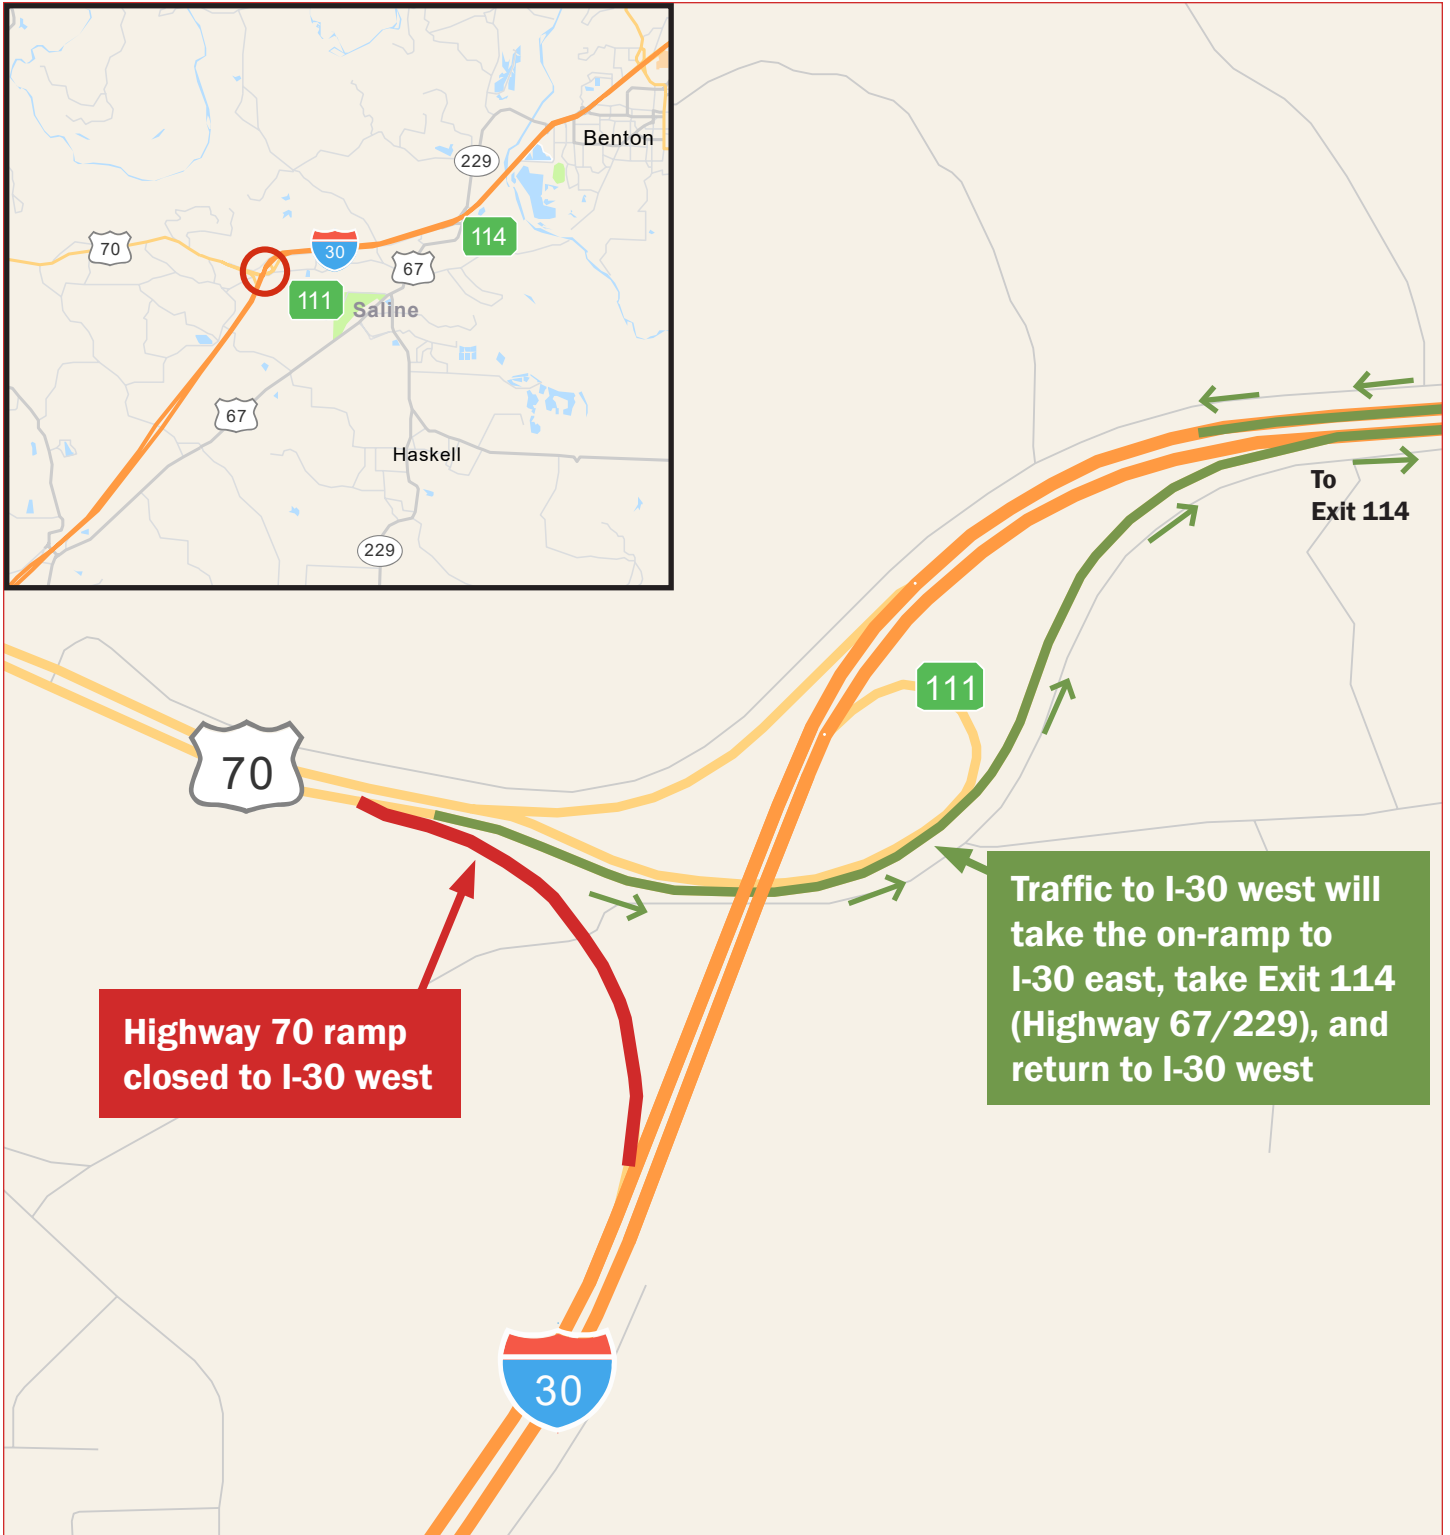 Benton
229
114
70
30
67
111
Saline
67
Haskell
229
To
Exit 114
111
70
Traffic to I-30 west will
take the on-ramp to
I-30 east, take Exit 114
(Highway 67/229), and
return to I-30 west
Highway 70 ramp
closed to I-30 west
30